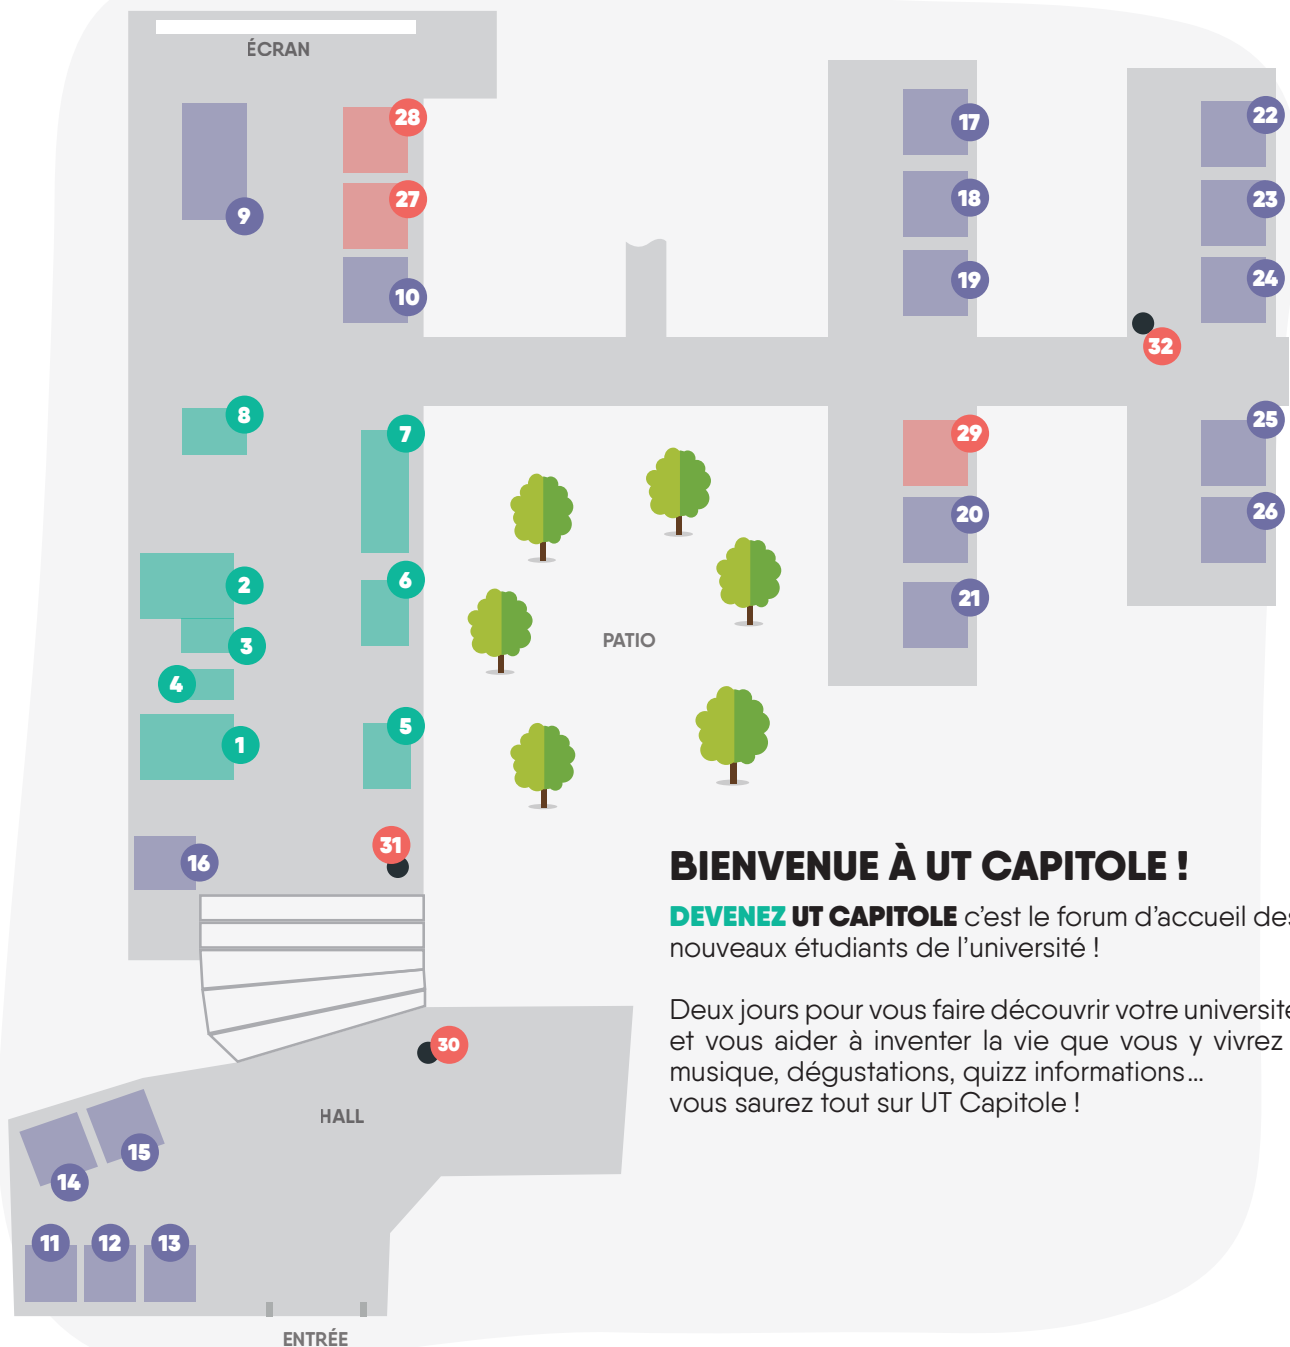 ÉCRAN
28
17
22
27
18
23
9
10
19
24
32
8
7
29
25
20
26
2
6
21
3
PATIO
4
5
1
31
16
BIENVENUE À UT CAPITOLE !
DEVENEZ UT CAPITOLE c’est le forum d’accueil des
nouveaux étudiants de l’université !
Deux jours pour vous faire découvrir votre université
et vous aider à inventer la vie que vous y vivrez
musique, dégustations, quizz informations...
vous saurez tout sur UT Capitole !
30
HALL
15
14
11
12
13
ENTRÉE